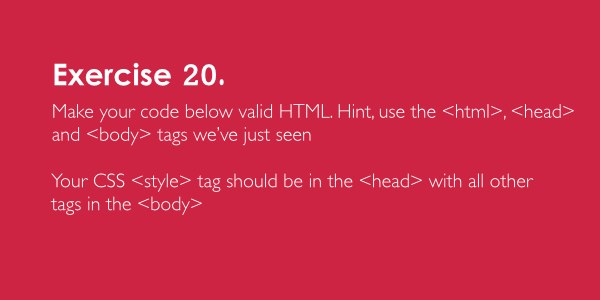 Exercise 20.
Make your code below valid HTML. Hint, use the <html>, <head>
and <body> tags we've just seen
Your CSS <style> tag should be in the <head> with all other
tags in the <body>